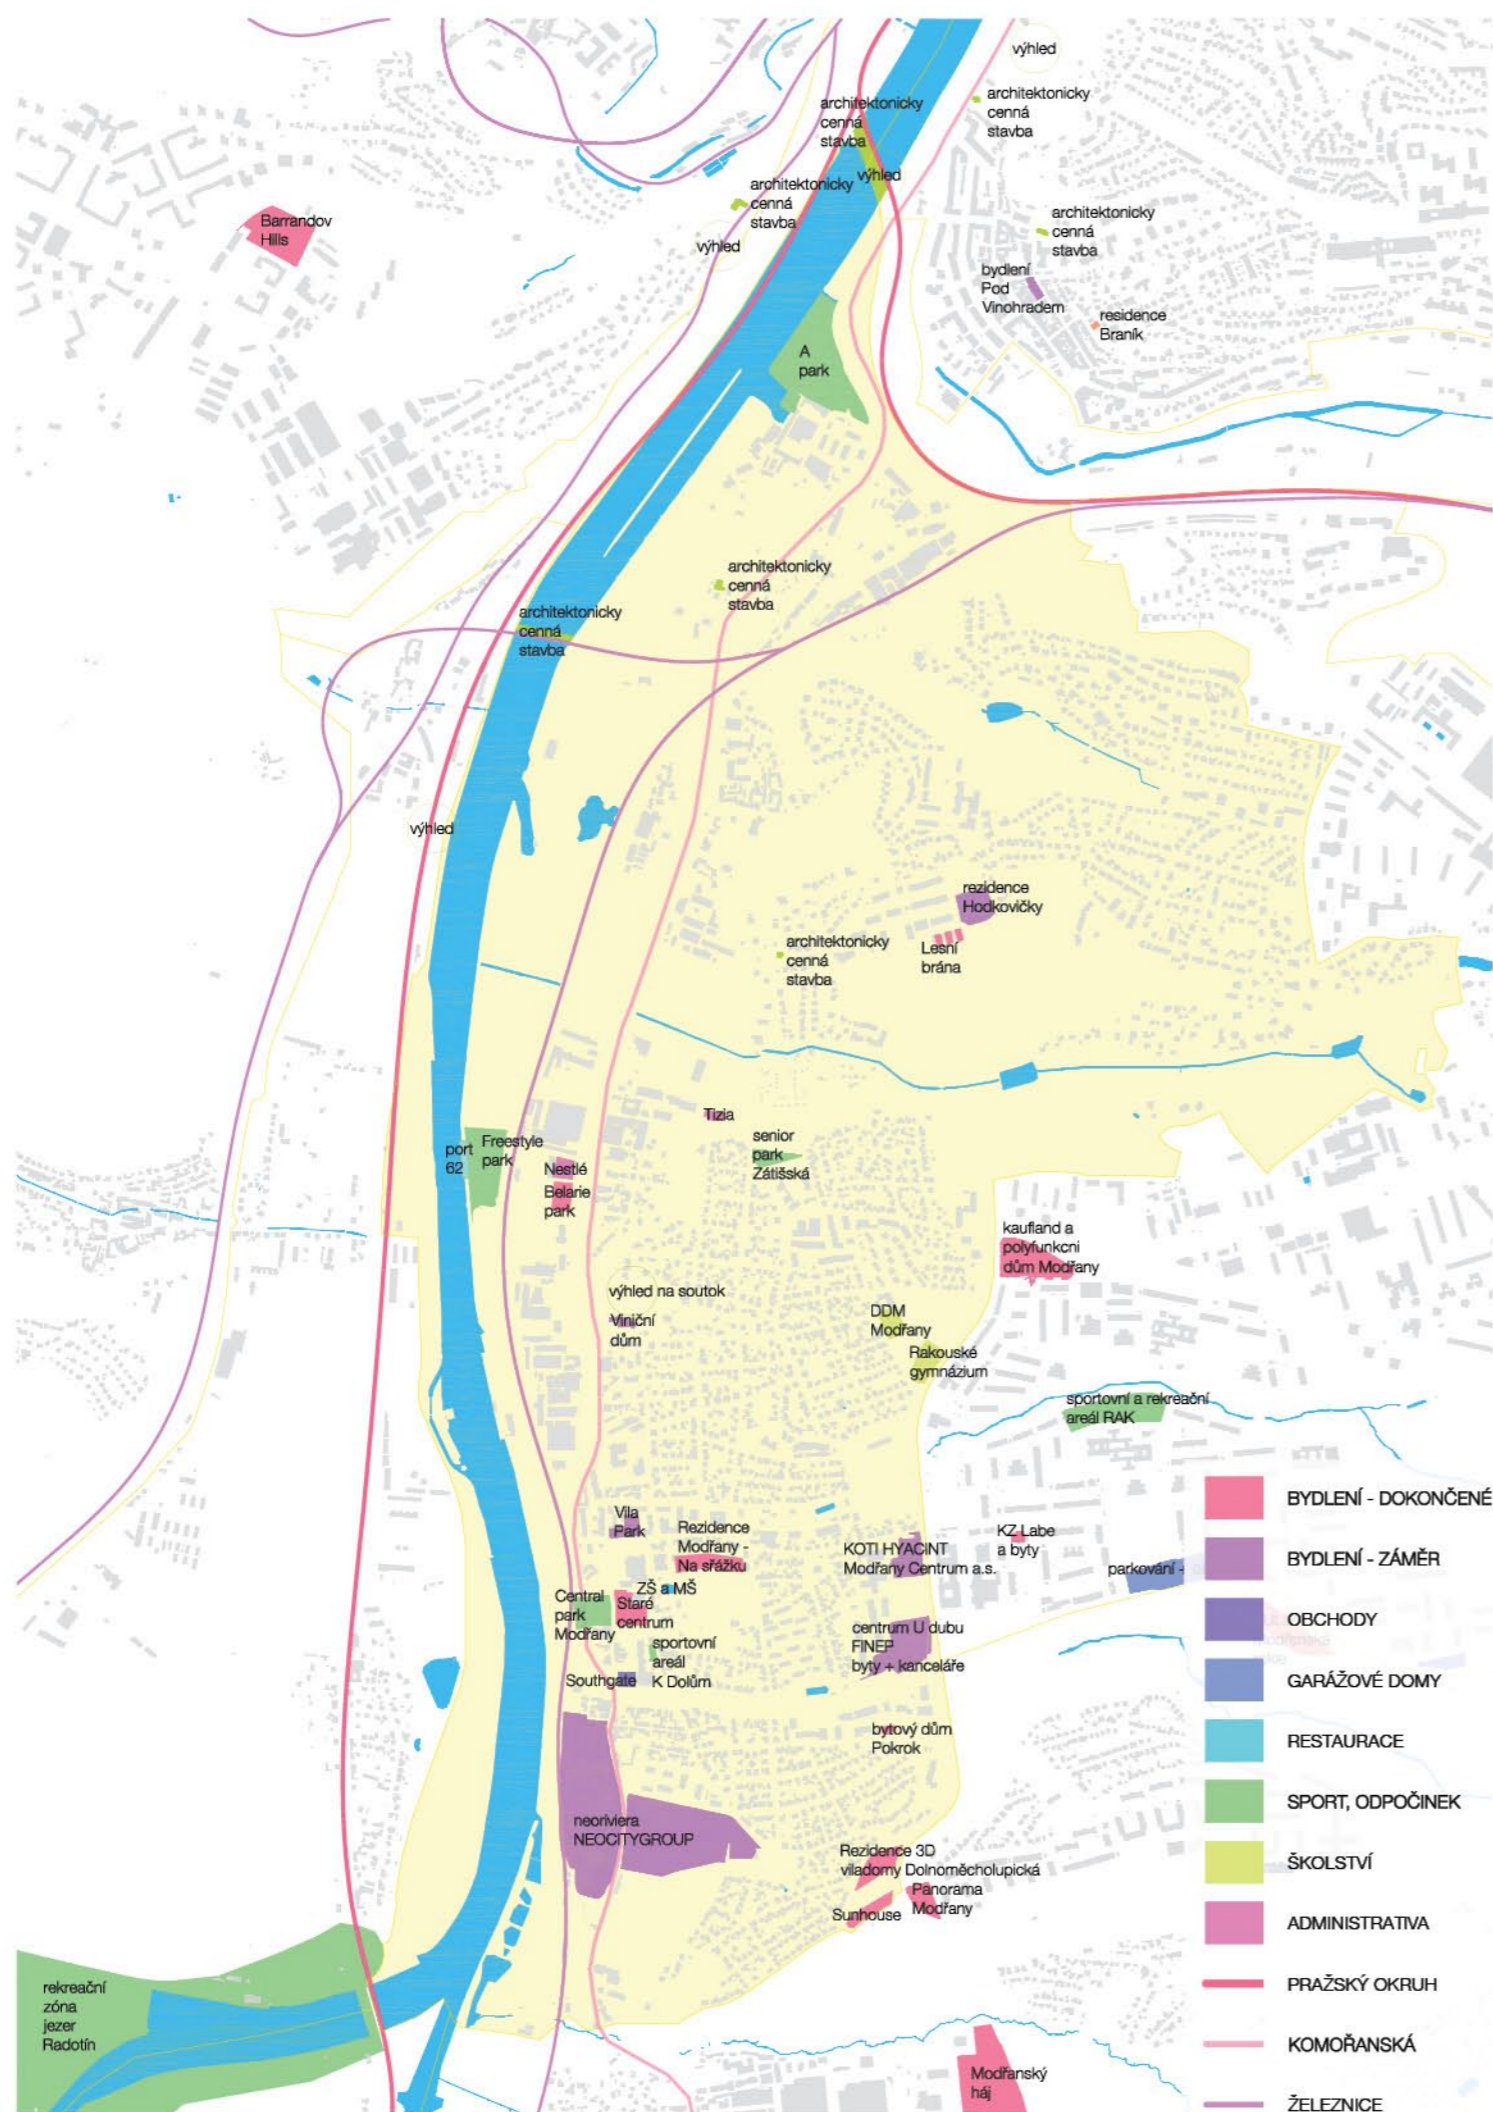 výhled
architektonicky
cenná
stavba
architektonicky
cenná
stavba
výhled
architektonicky
cenná
stavba
výhled
Barrandov
Hills
architektonicky
cenná
stavba
bydlení
Pod
Vinohradem
residence
Braník
A
park
architektonicky
cenná
stavba
architektonicky
cenná
stavba
výhled
rezidence
Hodkovičky
Lesní
brána
architektonicky
cenná
stavba
Tizia
senior
park
Zátišská
port
62
Freestyle
park
Nestlé
Belarie
park
kaufland a
polyfunkcni
dům Modřany
výhled na soutok
Viniční
dům
DDM
Modřany
Rakouské
gymnázium
sportovní a rekreační
areál RAK
Vila
Park
Rezidence
Modřany -
Na sřážku
KOTI HYACINT
Modřany Centrum a.s.
KZ Labe
a byty
parkování -
ZŠ a MŠ
Central
park
Modřany
Staré
centrum
sportovní
areál
K Dolům
Southgate
centrum U dubu
FINEP
byty + kanceláře
bytový dům
Pokrok
neoriviera
NEOCITYGROUP
Rezidence 3D
viladomy Dolnoměcholupická
Panorama
Modřany
Sunhouse
rekreační
zóna
jezer
Radotín
Modřanský
háj
BYDLENÍ - DOKONČENÉ
BYDLENÍ - ZÁMĚR
OBCHODY
GARÁŽOVÉ DOMY
RESTAURACE
SPORT, ODPOČINEK
ŠKOLSTVÍ
ADMINISTRATIVA
PRAŽSKÝ OKRUH
KOMOŘANSKÁ
ŽELEZNICE